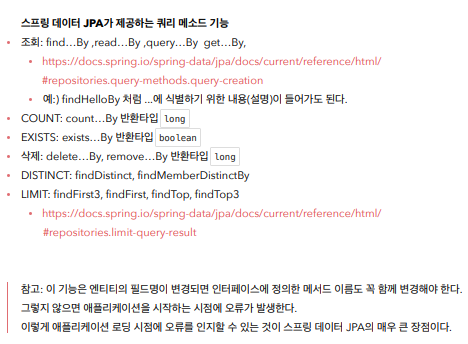 스프링 데이터 JPA가 제공하는 쿼리 메소드 기능
조회: find…By ,read…By ,query…By get…By,
https://docs.spring.io/spring-data/jpa/docs/current/reference/html/
#repositories.query-methods.query-creation
예:) findHelloBy 처럼 ...에 식별하기 위한 내용(설명)이 들어가도 된다.
COUNT: count…By 반환타입 long
EXISTS: exists…By 반환타입 boolean
삭제: delete…By, remove…By 반환타입 long
DISTINCT: findDistinct, findMemberDistinctBy
LIMIT: findFirst3, findFirst, findTop, findTop3
https://docs.spring.io/spring-data/jpa/docs/current/reference/html/
#repositories.limit-query-result
참고: 이 기능은 엔티티의 필드명이 변경되면 인터페이스에 정의한 메서드 이름도 꼭 함께 변경해야 한다.
그렇지 않으면 애플리케이션을 시작하는 시점에 오류가 발생한다.
이렇게 애플리케이션 로딩 시점에 오류를 인지할 수 있는 것이 스프링 데이터 JPA의 매우 큰 장점이다.